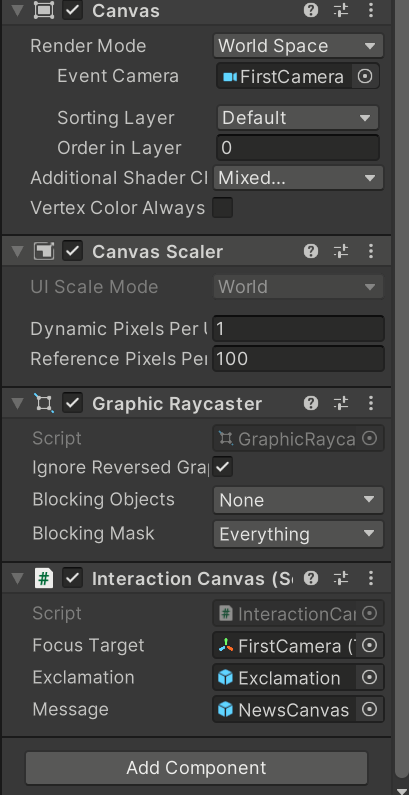 Canvas
Render Mode World Space
Event Camera FirstCamera
Sorting Layer Default
Order in Layer 0
Additional Shader Cl Mixed...
Vertex Color Always
Canvas Scaler
UI Scale Mode World
Dynamic Pixels Per U 1
Reference Pixels Per 100
Graphic Raycaster
Script GraphicRayca
Ignore Reversed Gra
Blocking Objects None
Blocking Mask Everything
# Interaction Canvas (S
Script # InteractionCan
Focus Target FirstCamera (T
Exclamation Exclamation
Message NewsCanvas
Add Component